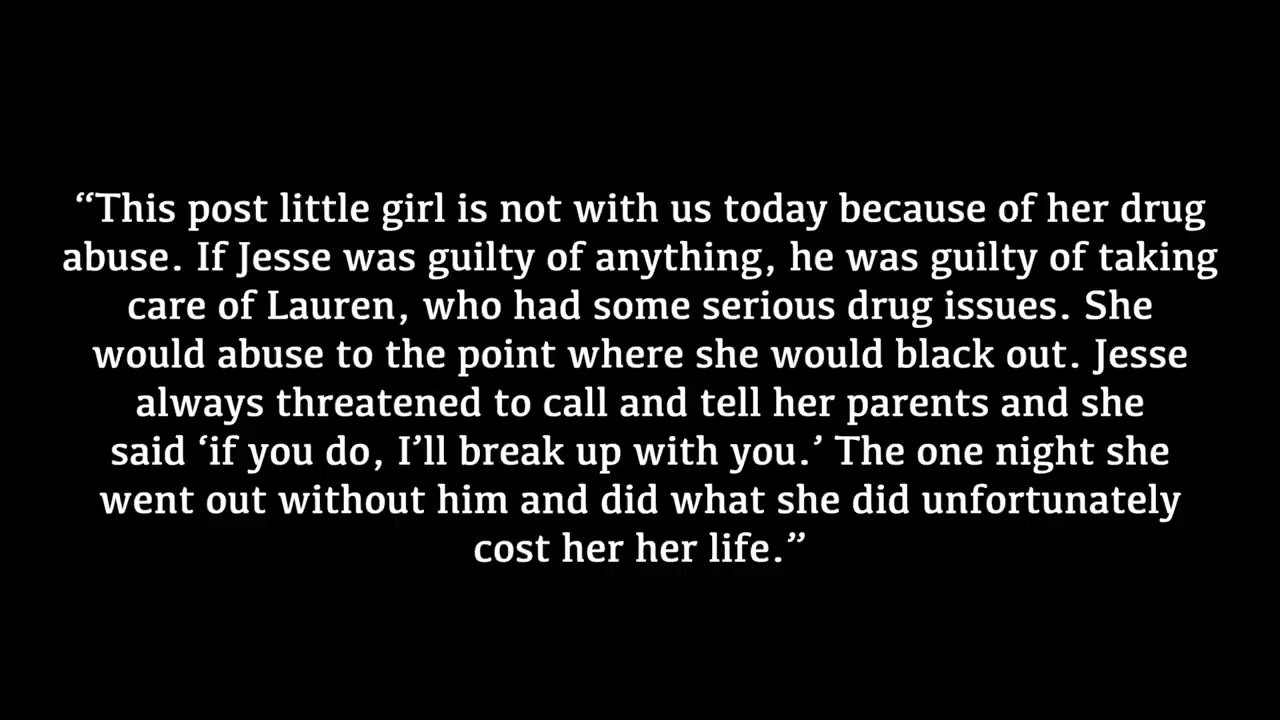 “This post little girl is not with us today because of her drug
abuse. If Jesse was guilty of anything, he was guilty of taking
care of Lauren, who had some serious drug issues. She
would abuse to the point where she would black out. Jesse
always threatened to call and tell her parents and she
said ‘if you do, I’ll break up with you.’ The one night she
went out without him and did what she did unfortunately
cost her her life.”